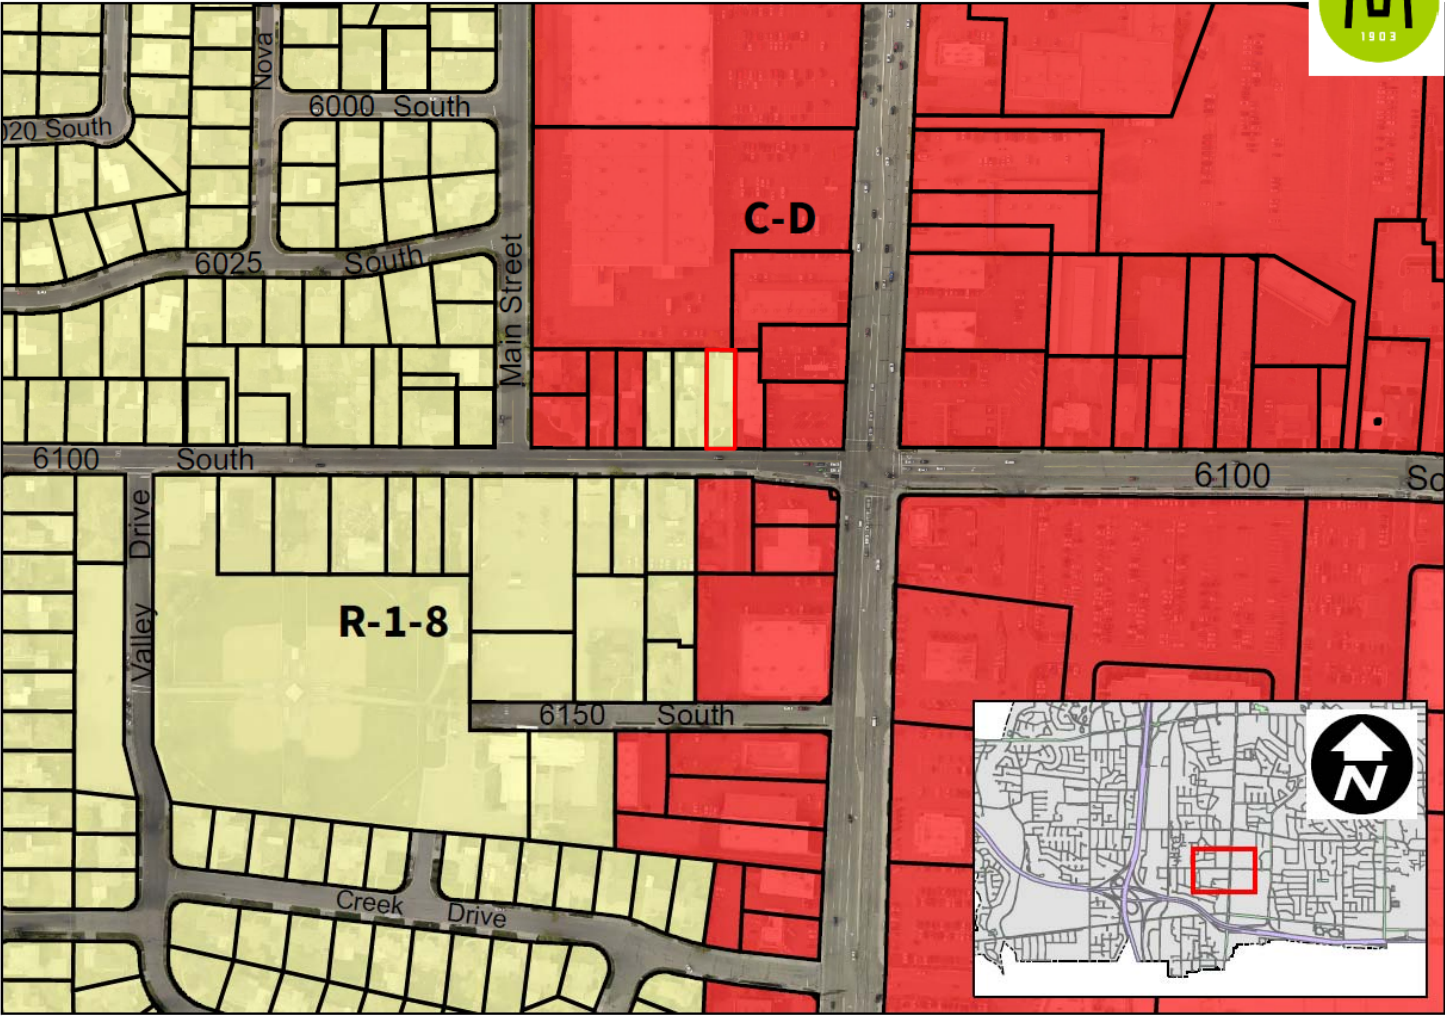 1903
Nova
6000 South
020 South
C-D
6025 South
Main Street
6100 South
6100 So
Valley Drive
R-1-8
6150 South
N
Creek Drive